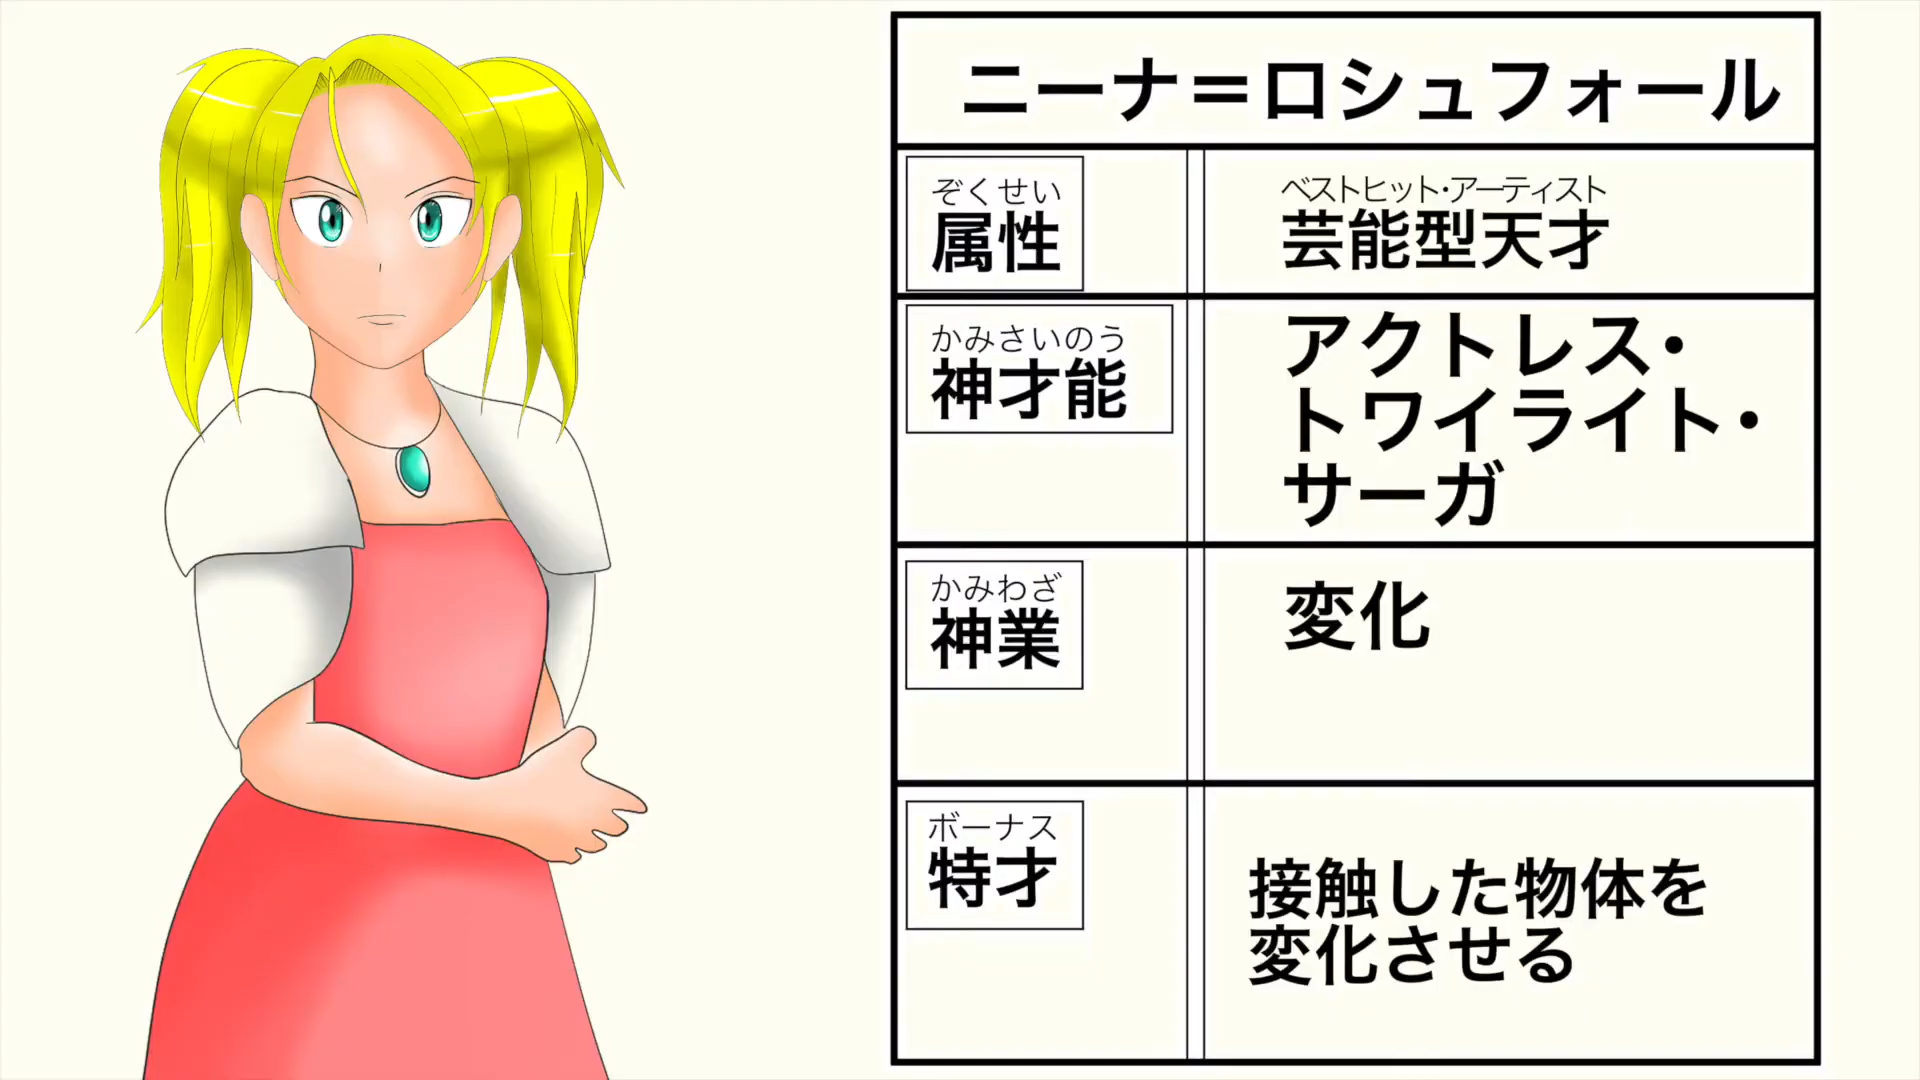 ニーナ＝ロシュフォール
ぞくせい
属性
ベストヒット・アーティスト
芸能型天才
かみさいのう
神才能
アクトレス・
トワイライト・
サーガ
かみわざ
神業
変化
ボーナス
特才
接触した物体を
変化させる